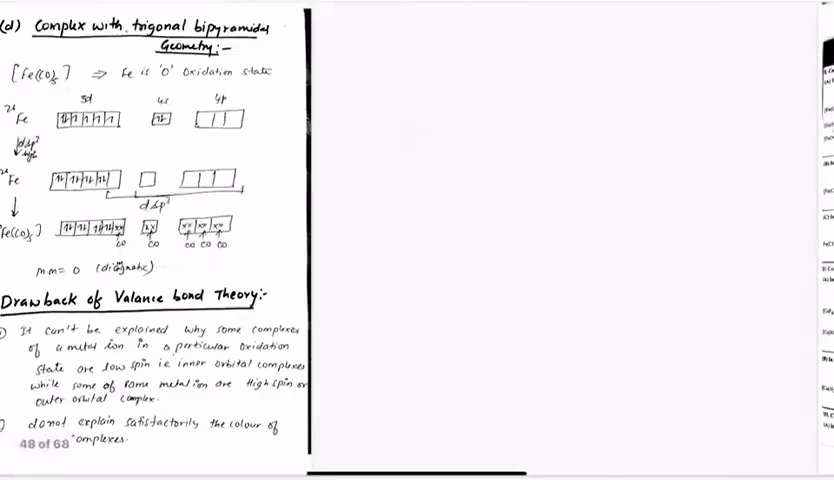 (d) Complex with trigonal bipyramidal
Geometry:-
[Fe(CO)5] ⇒ Fe is '0' Oxidation state
3d 4s 4p
26Fe
dsp3
26Fe
dsp3
[Fe(CO)5]
CO CO CO CO CO
m.m = 0 (diamagnetic)
Drawback of Valance bond Theory:-
It can't be explained why some complexes
of a metal ion in a particular oxidation
state are low spin i.e inner orbital complexes
while some of same metal ion are High spin or
outer orbital complex.
donot explain satisfactorily the colour of
complexes.
48 of 68